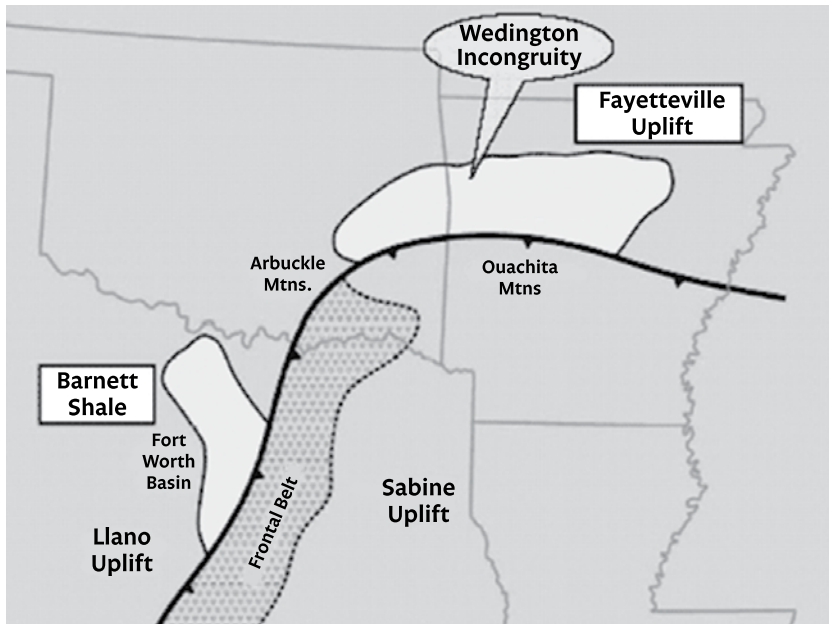 Wedington
Incongruity
Fayetteville
Uplift
Arbuckle
Mtns.
Ouachita
Mtns
Barnett
Shale
Fort
Worth
Basin
Frontal Belt
Sabine
Uplift
Llano
Uplift